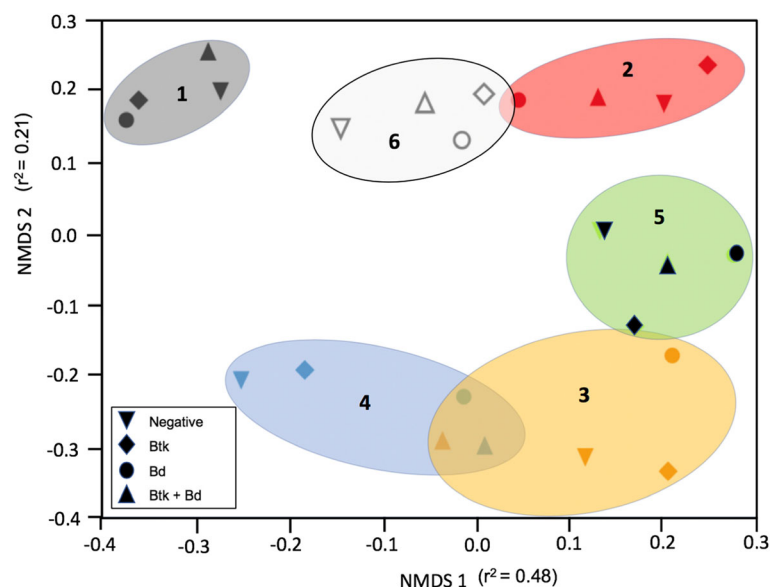 0.3
0.2
0.1
0.0
-0.1
-0.2
-0.3
-0.4
NMDS 2 (r² = 0.21)
1
6
2
5
4
3
Negative
Btk
Bd
Btk + Bd
-0.4 -0.3 -0.2 -0.1 0.0 0.1 0.2 0.3
NMDS 1 (r² = 0.48)